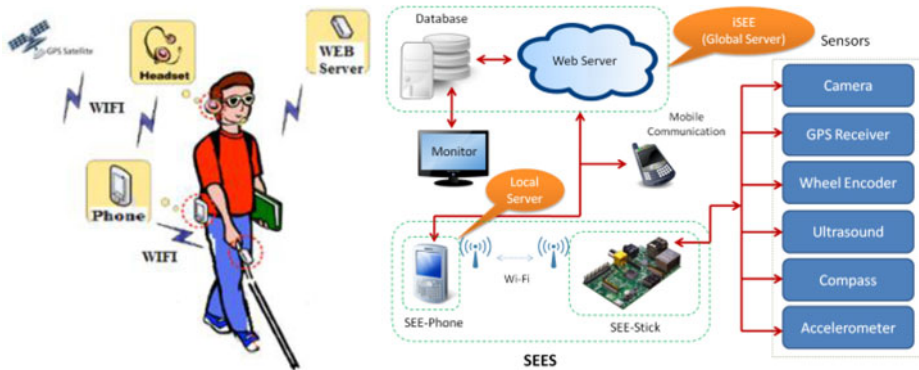 GPS Satellite
Headset
WEB
Server
WIFI
Phone
WIFI
Database
Web Server
iSEE
(Global Server)
Sensors
Monitor
Mobile
Communication
Local
Server
Camera
GPS Receiver
Wheel Encoder
Ultrasound
Compass
Accelerometer
Wi-Fi
SEE-Phone
SEE-Stick
SEES